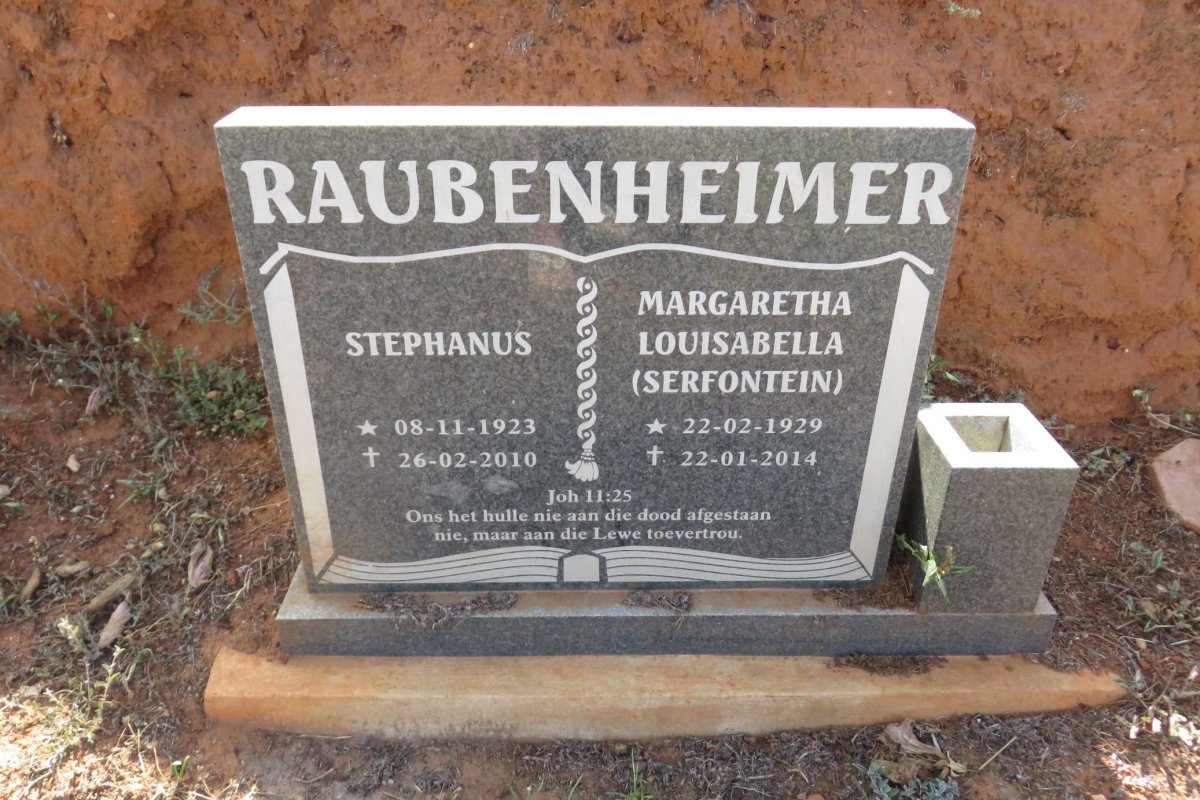 RAUBENHEIMER
STEPHANUS
★ 08-11-1923
✝ 26-02-2010
MARGARETHA
LOUISABELLA
(SERFONTEIN)
★ 22-02-1929
✝ 22-01-2014
Joh 11:25
Ons het hulle nie aan die dood afgestaan
nie, maar aan die Lewe toevertrou.